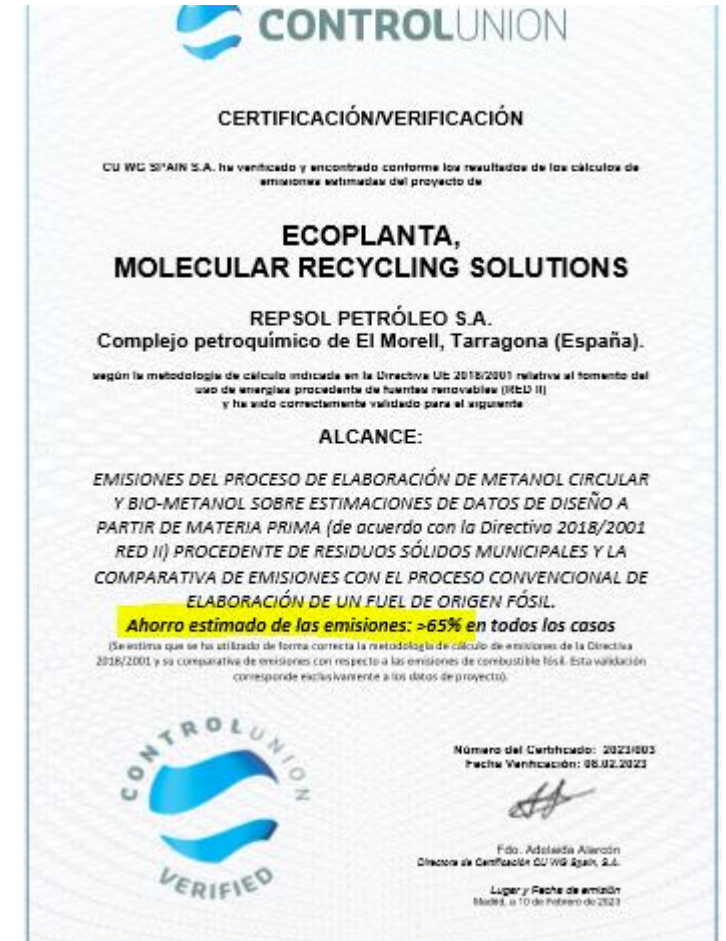 CONTROLUNION
CERTIFICACIÓN/VERIFICACIÓN
CU WG SPAIN S.A. ha verificado y encontrado conforme los resultados de los cálculos de
emisiones estimadas del proyecto de
ECOPLANTA,
MOLECULAR RECYCLING SOLUTIONS
REPSOL PETRÓLEO S.A.
Complejo petroquímico de El Morell, Tarragona (España).
según la metodología de cálculo indicada en la Directiva UE 2018/2001 relativa al fomento del
uso de energías procedente de fuentes renovables (RED II)
y ha sido correctamente validado para el siguiente
ALCANCE:
EMISIONES DEL PROCESO DE ELABORACIÓN DE METANOL CIRCULAR
Y BIO-METANOL SOBRE ESTIMACIONES DE DATOS DE DISEÑO A
PARTIR DE MATERIA PRIMA (de acuerdo con la Directiva 2018/2001
RED II) PROCEDENTE DE RESIDUOS SÓLIDOS MUNICIPALES Y LA
COMPARATIVA DE EMISIONES CON EL PROCESO CONVENCIONAL DE
ELABORACIÓN DE UN FUEL DE ORIGEN FÓSIL.
Ahorro estimado de las emisiones: >65% en todos los casos
(Se estima que se ha utilizado de forma correcta la metodología de cálculo de emisiones de la Directiva
2018/2001 y su comparativa de emisiones con respecto a las emisiones de combustible fósil. Esta validación
corresponde exclusivamente a los datos de proyecto).
CONTROLUNION
VERIFIED
Número del Certificado: 2023/003
Fecha Verificación: 08.02.2023
Fdo. Adelaida Alarcón
Directora de Certificación CU WG Spain, S.A.
Lugar y Fecha de emisión
Madrid, a 10 de Febrero de 2023